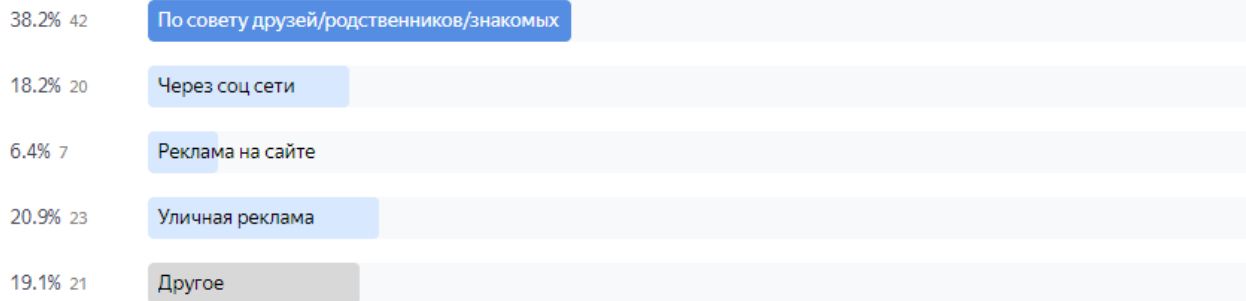 38.2% 42 По совету друзей/родственников/знакомых
18.2% 20 Через соц сети
6.4% 7 Реклама на сайте
20.9% 23 Уличная реклама
19.1% 21 Другое